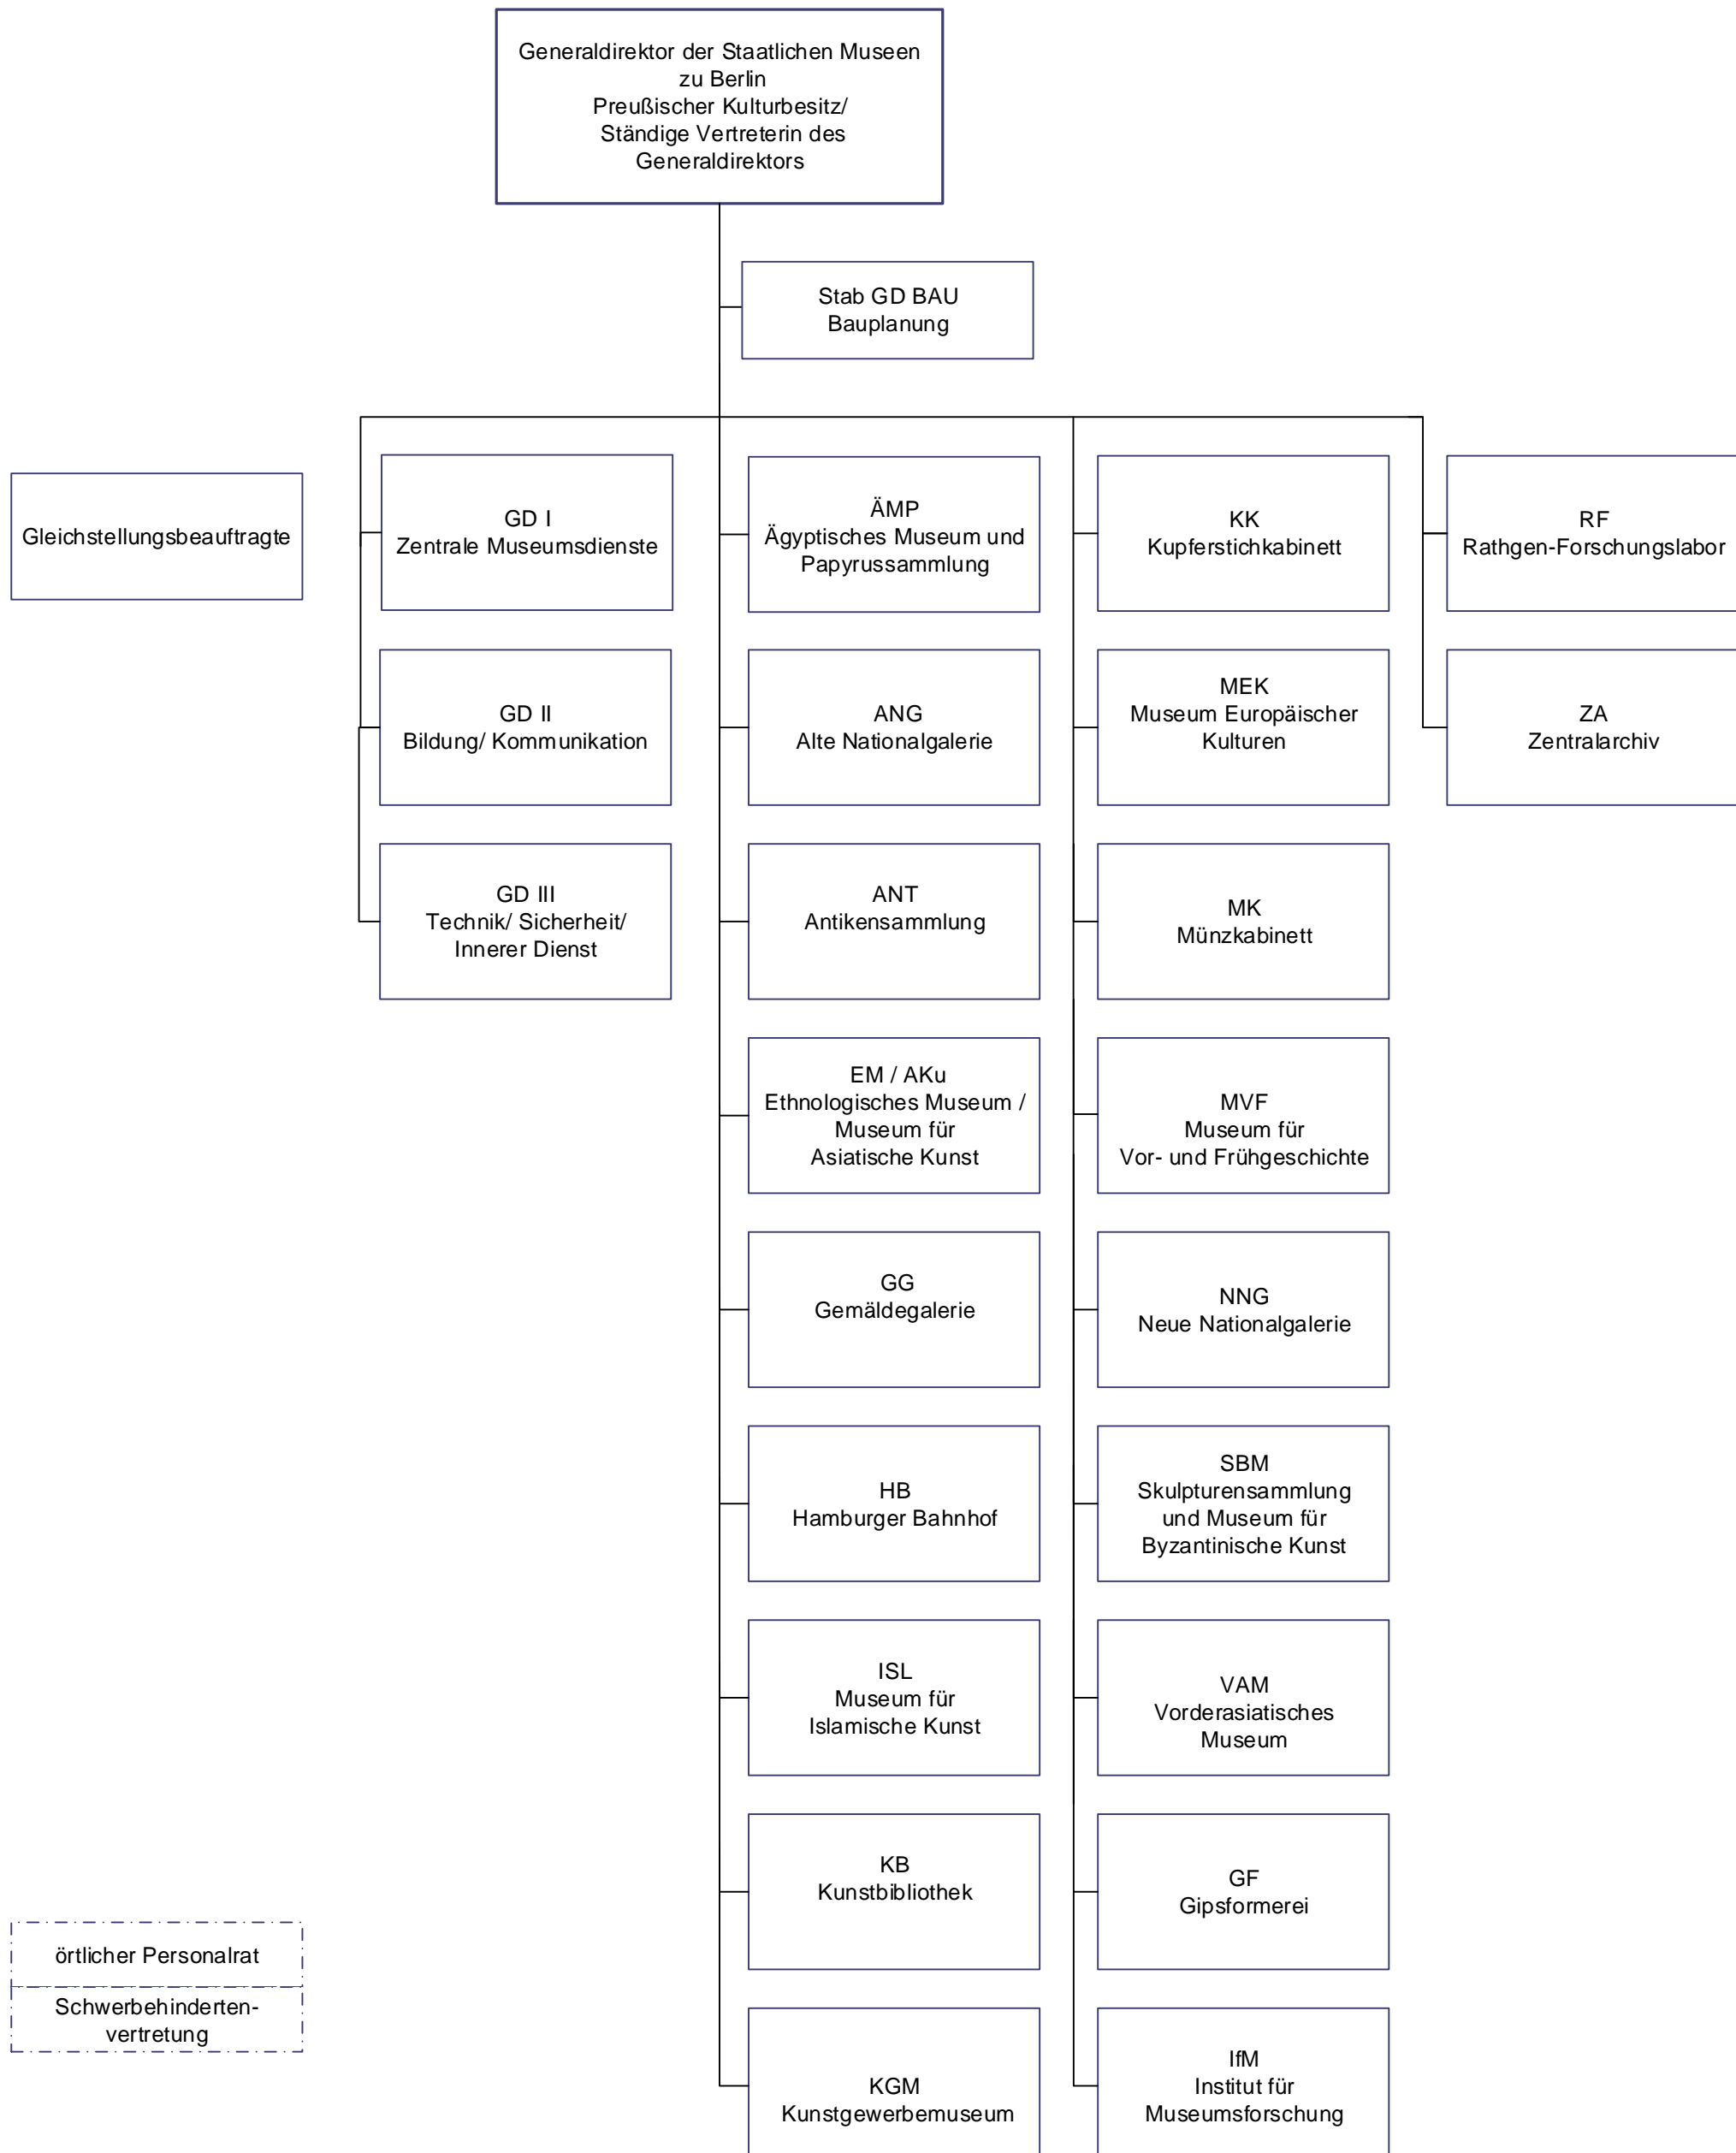 Generaldirektor der Staatlichen Museen
zu Berlin
Preußischer Kulturbesitz/
Ständige Vertreterin des
Generaldirektors
Stab GD BAU
Bauplanung
Gleichstellungsbeauftragte
GD I
Zentrale Museumsdienste
GD II
Bildung/ Kommunikation
GD III
Technik/ Sicherheit/
Innerer Dienst
ÄMP
Ägyptisches Museum und
Papyrussammlung
ANG
Alte Nationalgalerie
ANT
Antikensammlung
EM / AKu
Ethnologisches Museum /
Museum für
Asiatische Kunst
GG
Gemäldegalerie
HB
Hamburger Bahnhof
ISL
Museum für
Islamische Kunst
KB
Kunstbibliothek
KGM
Kunstgewerbemuseum
KK
Kupferstichkabinett
MEK
Museum Europäischer
Kulturen
MK
Münzkabinett
MVF
Museum für
Vor- und Frühgeschichte
NNG
Neue Nationalgalerie
SBM
Skulpturensammlung
und Museum für
Byzantinische Kunst
VAM
Vorderasiatisches
Museum
GF
Gipsformerei
IfM
Institut für
Museumsforschung
RF
Rathgen-Forschungslabor
ZA
Zentralarchiv
örtlicher Personalrat
Schwerbehinderten-
vertretung